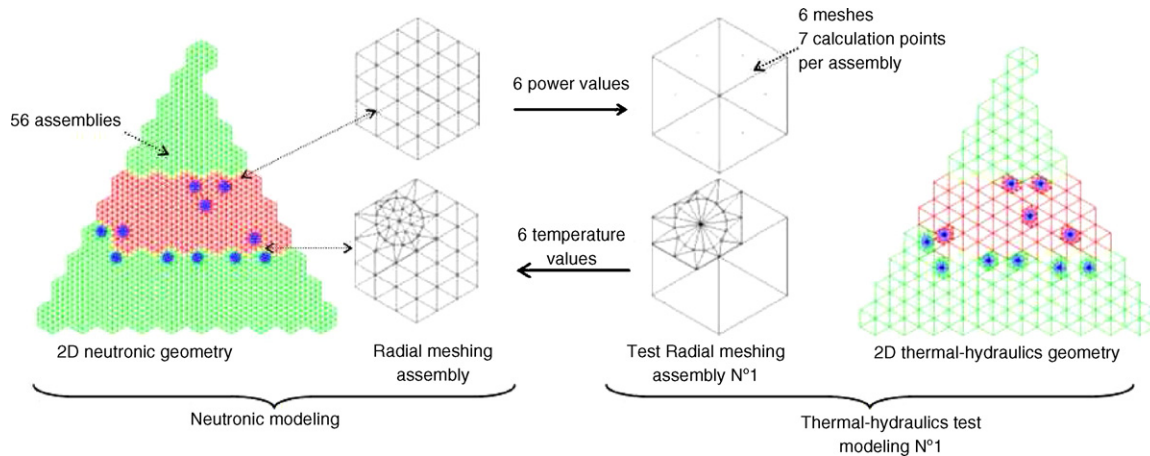 6 meshes
7 calculation points
per assembly
6 power values
56 assemblies
6 temperature
values
2D neutronic geometry
Radial meshing
assembly
Test Radial meshing
assembly Nº1
2D thermal-hydraulics geometry
Neutronic modeling
Thermal-hydraulics test
modeling Nº1